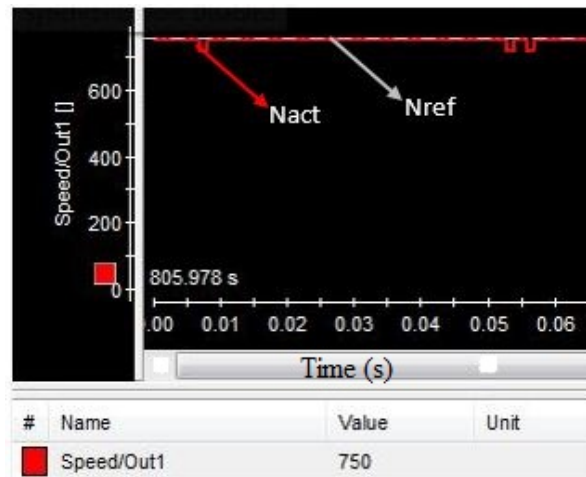 600
400
200
0
Speed/Out1 []
Nact
Nref
805.978 s
.00 0.01 0.02 0.03 0.04 0.05 0.06
Time (s)
# Name Value Unit
Speed/Out1 750